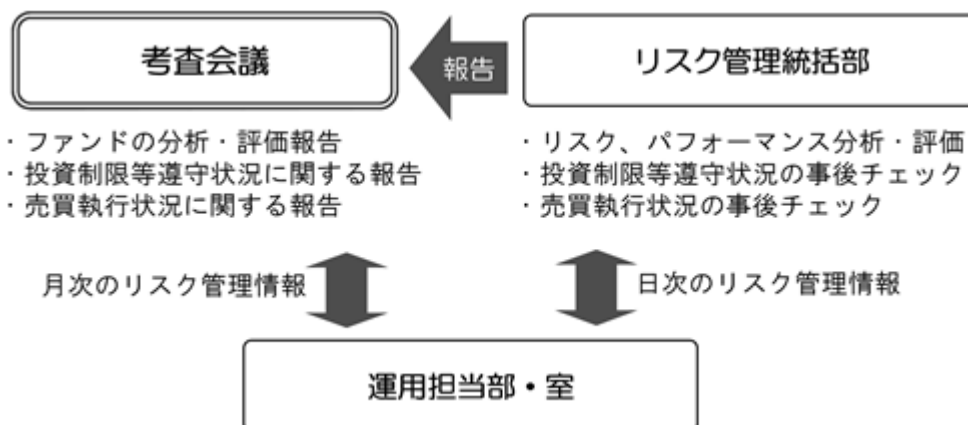 考査会議
報告
リスク管理統括部
・ファンドの分析・評価報告
・投資制限等遵守状況に関する報告
・売買執行状況に関する報告
・リスク、パフォーマンス分析・評価
・投資制限等遵守状況の事後チェック
・売買執行状況の事後チェック
月次のリスク管理情報
日次のリスク管理情報
運用担当部・室